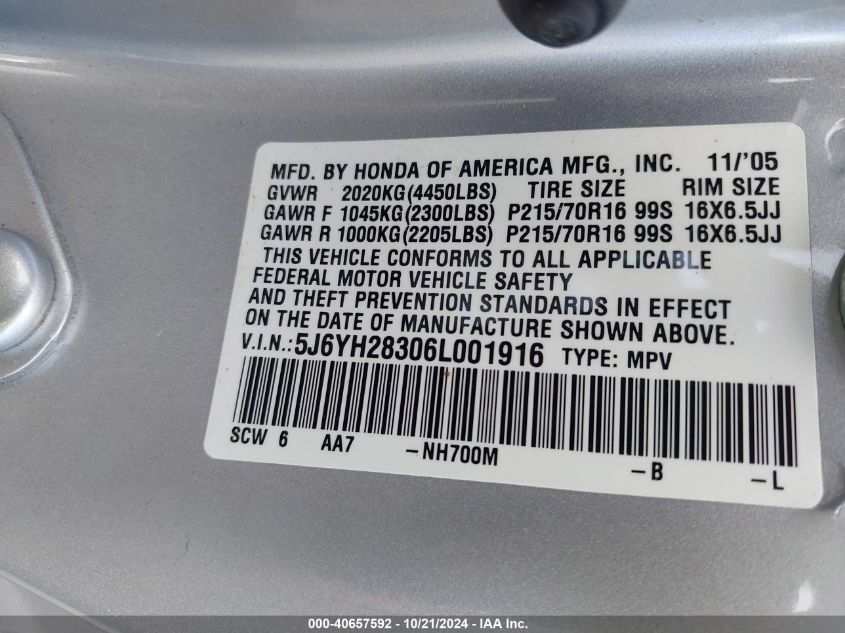 MFD. BY HONDA OF AMERICA MFG., INC. 11/'05
GVWR 2020KG(4450LBS) TIRE SIZE RIM SIZE
GAWR F 1045KG(2300LBS) P215/70R16 99S 16X6.5JJ
GAWR R 1000KG(2205LBS) P215/70R16 99S 16X6.5JJ
THIS VEHICLE CONFORMS TO ALL APPLICABLE
FEDERAL MOTOR VEHICLE SAFETY
AND THEFT PREVENTION STANDARDS IN EFFECT
ON THE DATE OF MANUFACTURE SHOWN ABOVE.
V.I.N.:5J6YH28306L001916 TYPE: MPV
SCW 6 AA7 -NH700M -B -L
000-40657592 - 10/21/2024 - IAAI.com